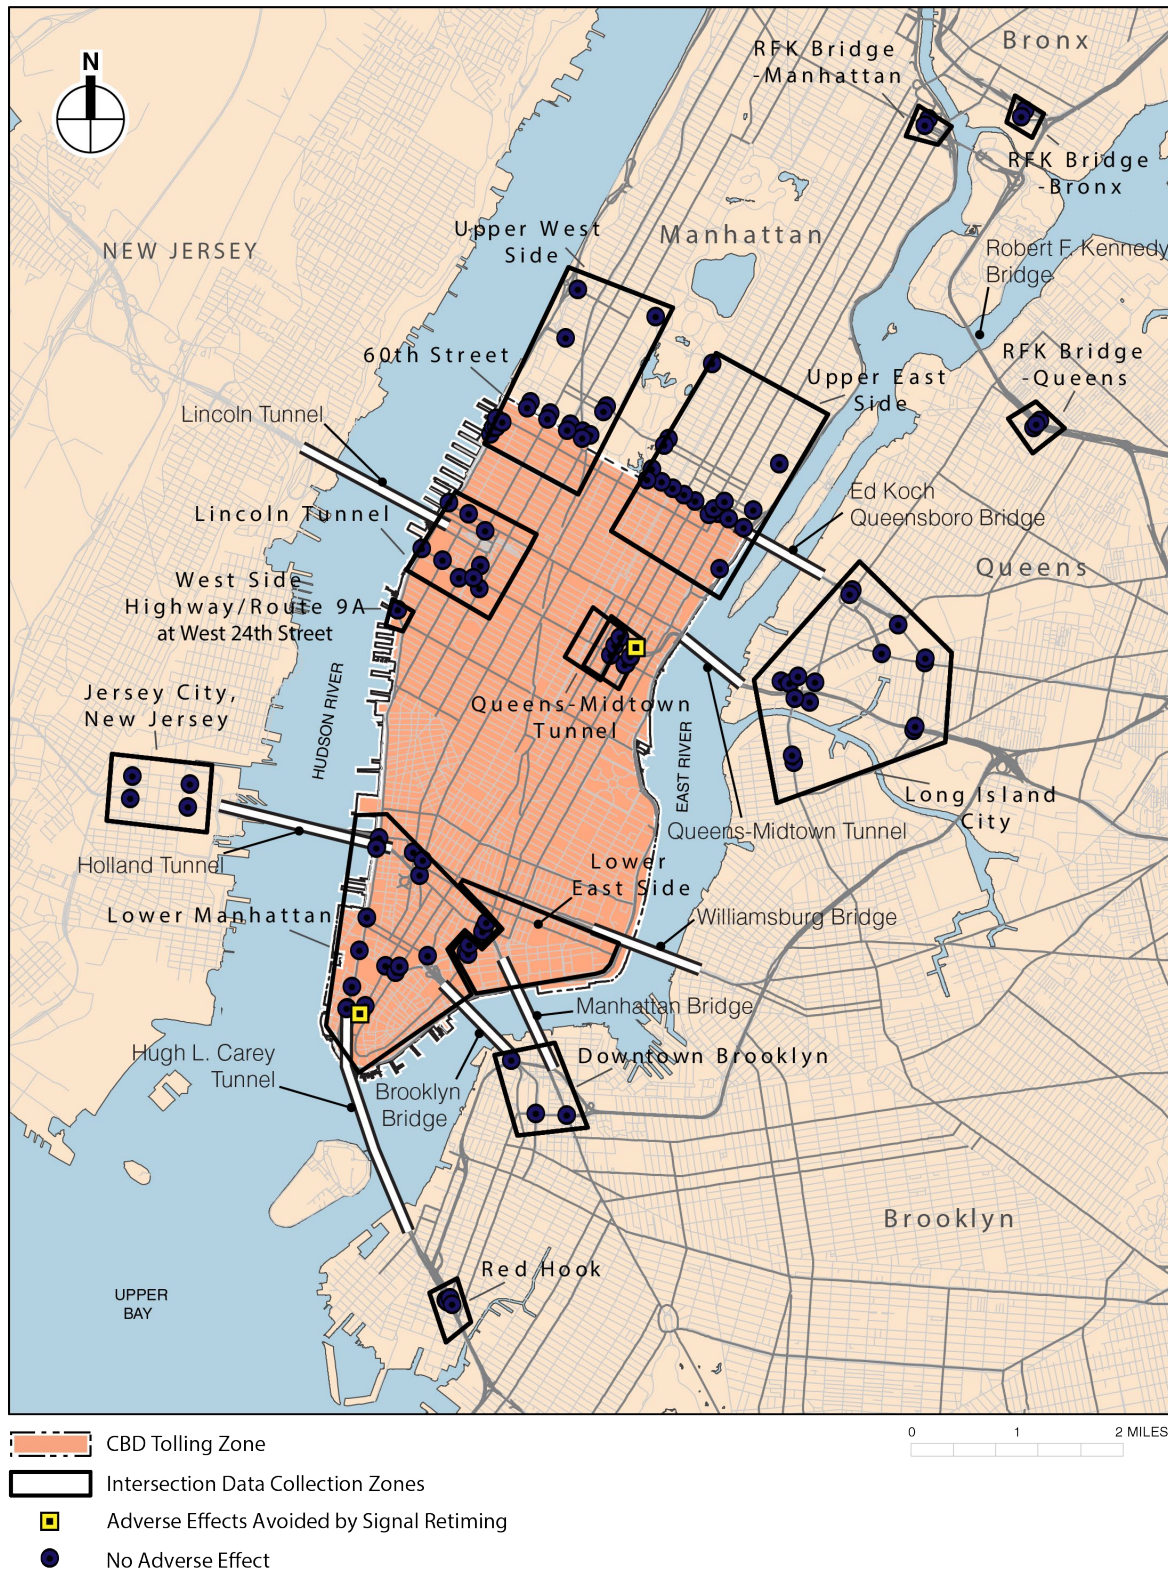 N
RFK Bridge
-Manhattan
Bronx
RFK Bridge
-Bronx
Upper West
Side
Manhattan
NEW JERSEY
Robert F. Kennedy
Bridge
60th Street
RFK Bridge
-Queens
Upper East
Side
Lincoln Tunnel
Ed Koch
Queensboro Bridge
Lincoln Tunnel
Queens
West Side
Highway/Route 9A
at West 24th Street
HUDSON RIVER
Jersey City,
New Jersey
Queens-Midtown
Tunnel
EAST RIVER
Long Island
City
Queens-Midtown Tunnel
Holland Tunnel
Lower
East Side
Lower Manhattan
Williamsburg Bridge
Manhattan Bridge
Hugh L. Carey
Tunnel
Downtown Brooklyn
Brooklyn
Bridge
Brooklyn
Red Hook
UPPER
BAY
CBD Tolling Zone
0 1 2 MILES
Intersection Data Collection Zones
Adverse Effects Avoided by Signal Retiming
No Adverse Effect